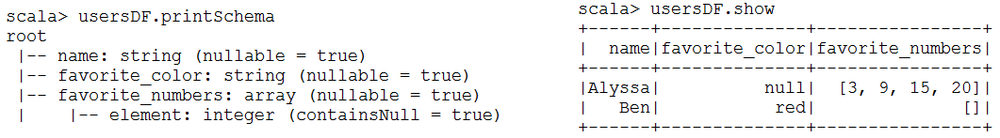 scala> usersDF.printSchema
root
 |-- name: string (nullable = true)
 |-- favorite_color: string (nullable = true)
 |-- favorite_numbers: array (nullable = true)
 |    |-- element: integer (containsNull = true)
scala> usersDF.show
+------+--------------+----------------+
|  name|favorite_color|favorite_numbers|
+------+--------------+----------------+
|Alyssa|          null|  [3, 9, 15, 20]|
|   Ben|           red|              []|
+------+--------------+----------------+